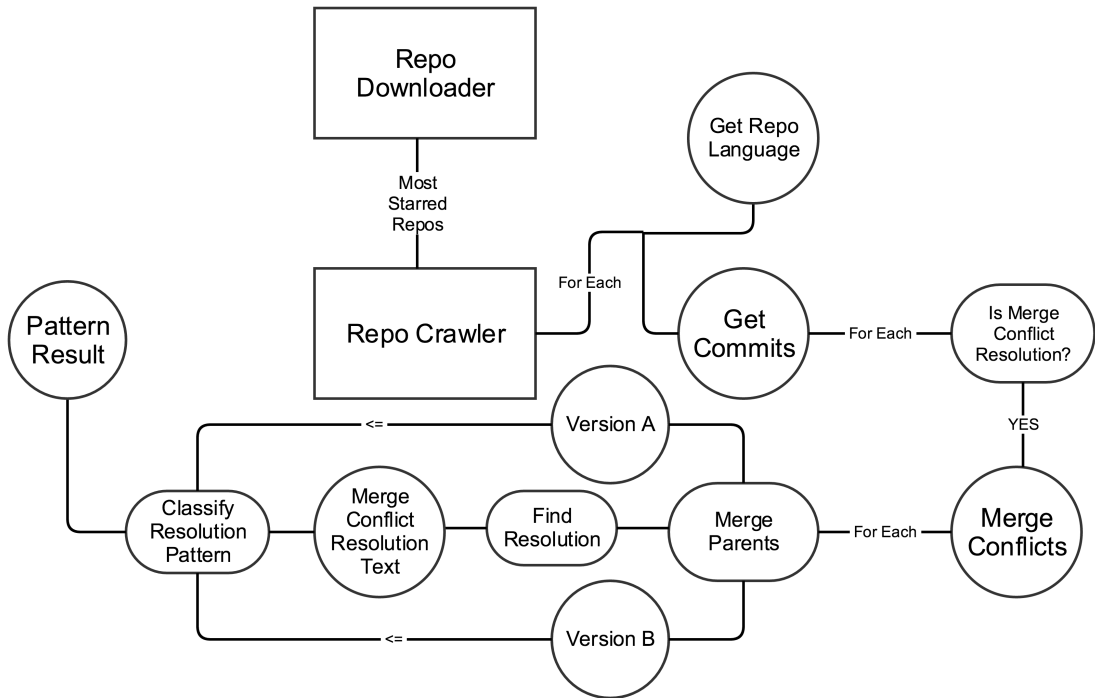 Repo
Downloader
Most
Starred
Repos
Get Repo
Language
For Each
Repo Crawler
Get
Commits
For Each
Is Merge
Conflict
Resolution?
YES
Merge
Conflicts
For Each
Merge
Parents
Version A
<=
Find
Resolution
Merge
Conflict
Resolution
Text
Version B
<=
Classify
Resolution
Pattern
Pattern
Result